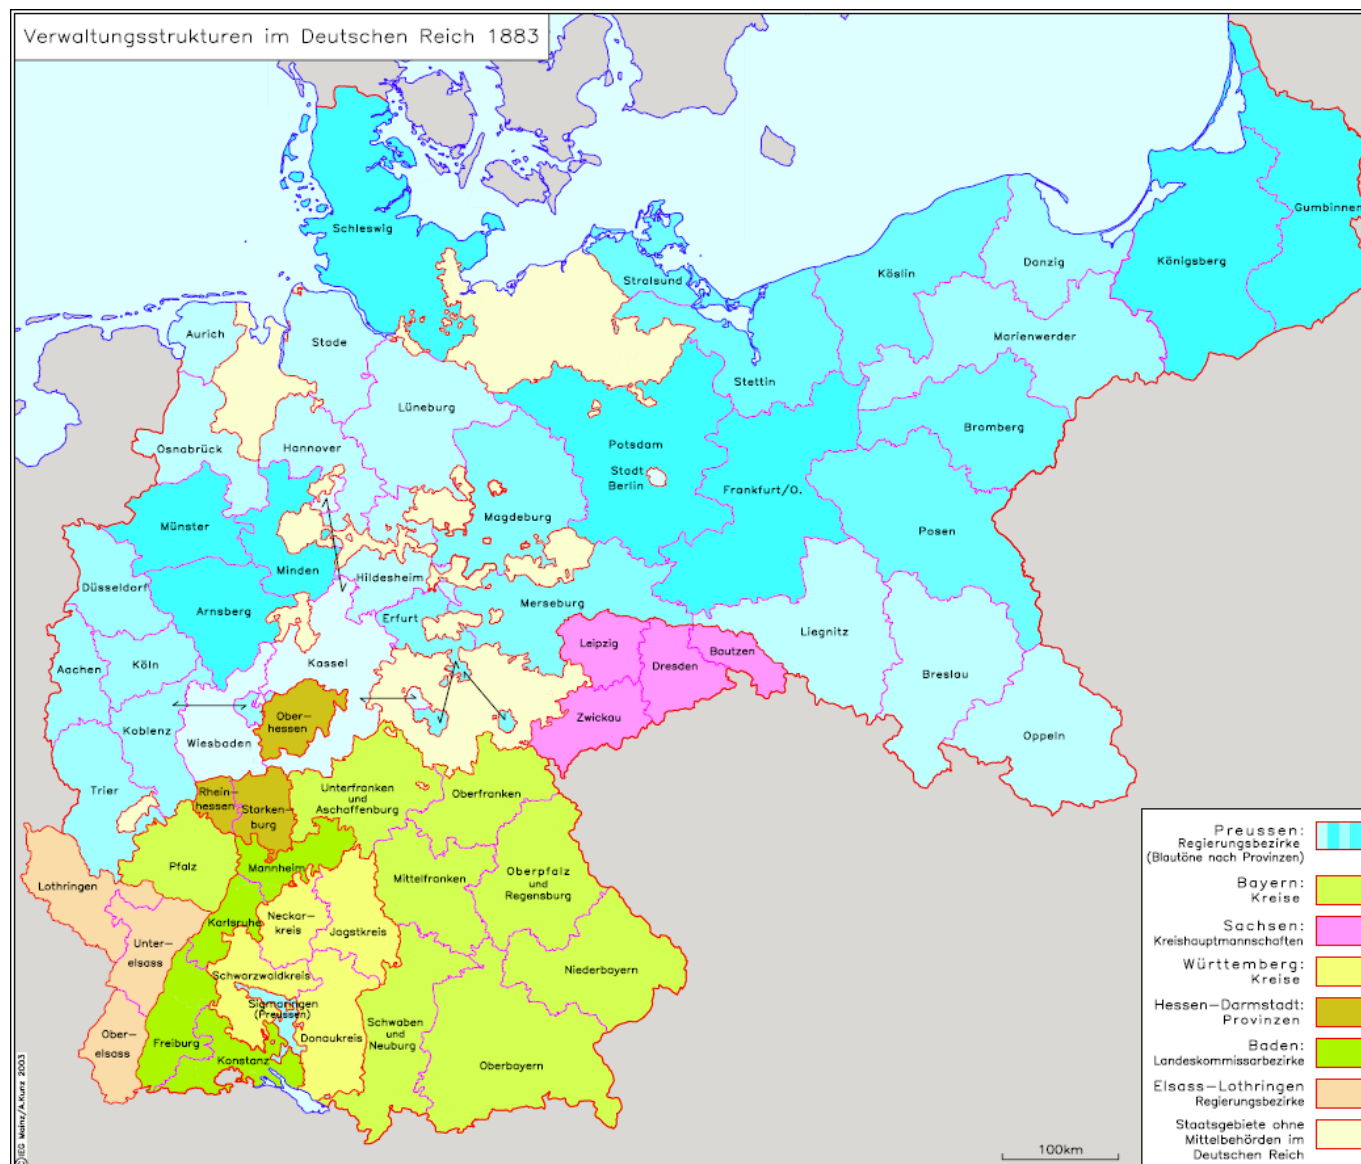 Verwaltungsstrukturen im Deutschen Reich 1883
Schleswig
Stralsund
Köslin
Danzig
Königsberg
Gumbinnen
Aurich
Stade
Marienwerder
Stettin
Lüneburg
Osnabrück
Hannover
Potsdam
Stadt
Berlin
Bromberg
Frankfurt/O.
Münster
Magdeburg
Posen
Minden
Hildesheim
Düsseldorf
Arnsberg
Erfurt
Merseburg
Liegnitz
Leipzig
Dresden
Bautzen
Aachen
Köln
Kassel
Breslau
Zwickau
Koblenz
Ober-
hessen
Wiesbaden
Oppeln
Trier
Rhein-
hessen
Starken-
burg
Unterfranken
und
Aschaffenburg
Oberfranken
Pfalz
Mannheim
Mittelfranken
Oberpfalz
und
Regensburg
Lothringen
Karlsruhe
Neckar-
kreis
Jagstkreis
Unter-
elsass
Schwarzwaldkreis
Niederbayern
Sigmaringen
(Preussen)
Ober-
elsass
Freiburg
Konstanz
Donaukreis
Schwaben
und
Neuburg
Oberbayern
Preussen:
Regierungsbezirke
(Blautöne nach Provinzen)
Bayern:
Kreise
Sachsen:
Kreishauptmannschaften
Württemberg:
Kreise
Hessen-Darmstadt:
Provinzen
Baden:
Landeskommissarbezirke
Elsass-Lothringen
Regierungsbezirke
Staatsgebiete ohne
Mittelbehörden im
Deutschen Reich
100km
©IEG Mainz/A.Kunz 2003